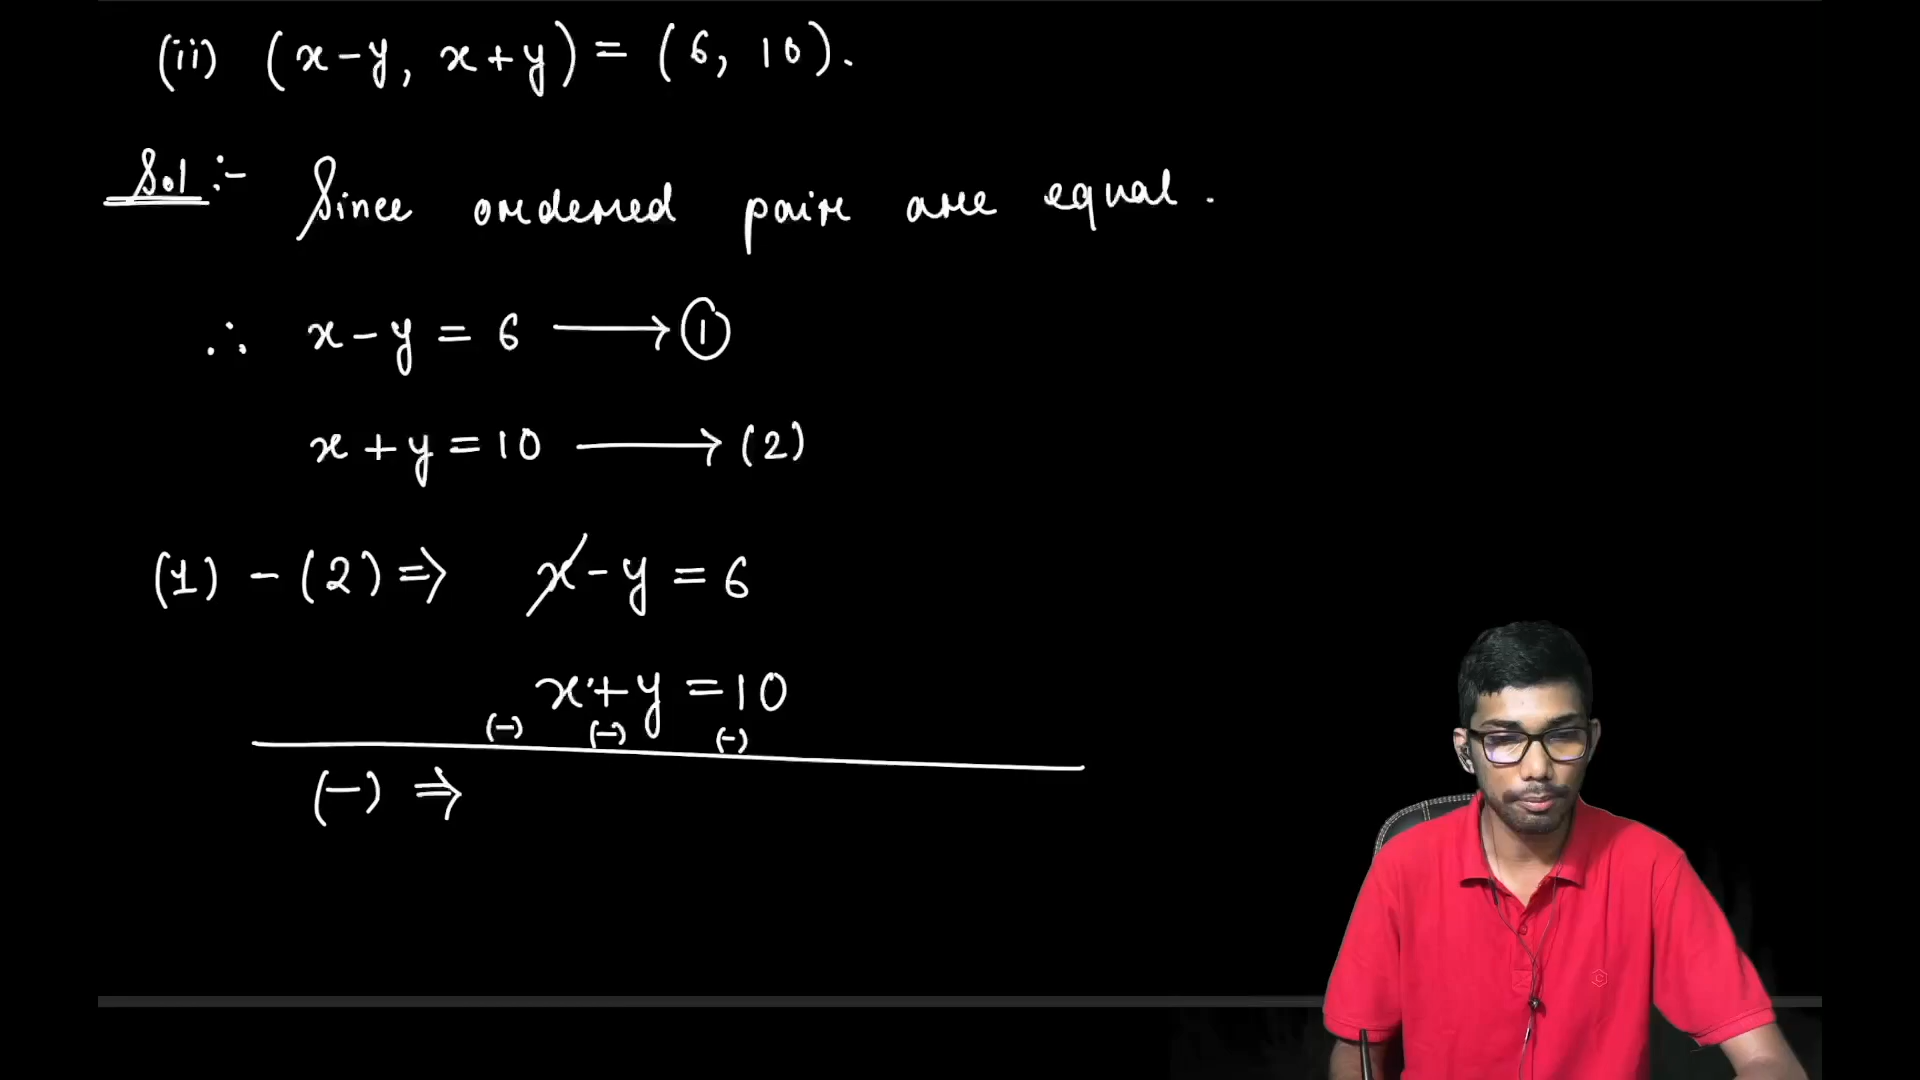 (ii) (x-y, x+y) = (6, 10).
Sol :- Since ordered pair are equal.
∴ x-y = 6 ⟶ ①
x+y = 10 ⟶ (2)
(1) - (2) ⇒ x-y = 6
x+y = 10
(-) (-) (-)
(-) ⇒